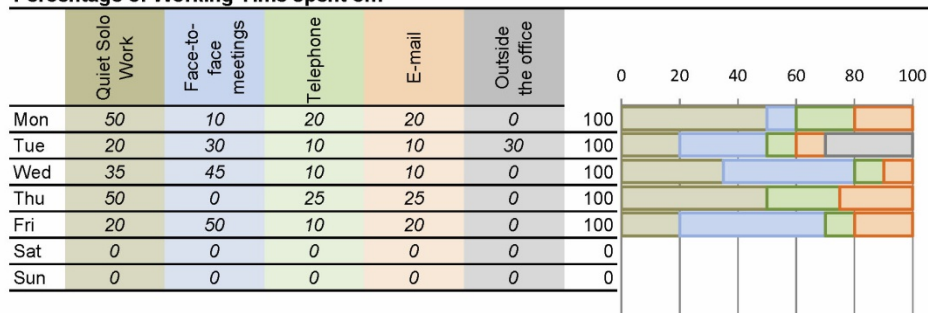 Percentage of Working Time spent on:
Quiet Solo
Work
Face-to-
face
meetings
Telephone
E-mail
Outside
the office
0 20 40 60 80 100
Mon 50 10 20 20 0 100
Tue 20 30 10 10 30 100
Wed 35 45 10 10 0 100
Thu 50 0 25 25 0 100
Fri 20 50 10 20 0 100
Sat 0 0 0 0 0 0
Sun 0 0 0 0 0 0